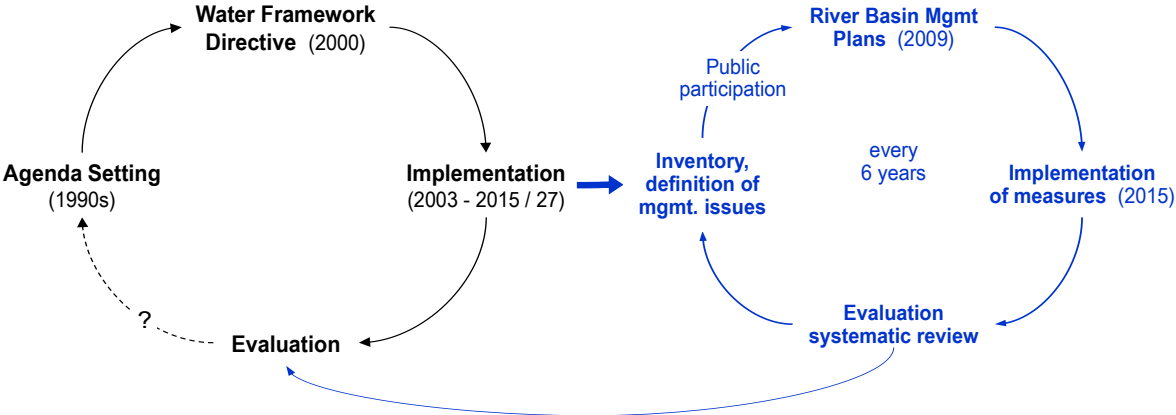 Water Framework
Directive (2000)
Agenda Setting
(1990s)
Implementation
(2003 - 2015 / 27)
?
Evaluation
River Basin Mgmt
Plans (2009)
Public
participation
Inventory,
definition of
mgmt. issues
every
6 years
Implementation
of measures (2015)
Evaluation
systematic review